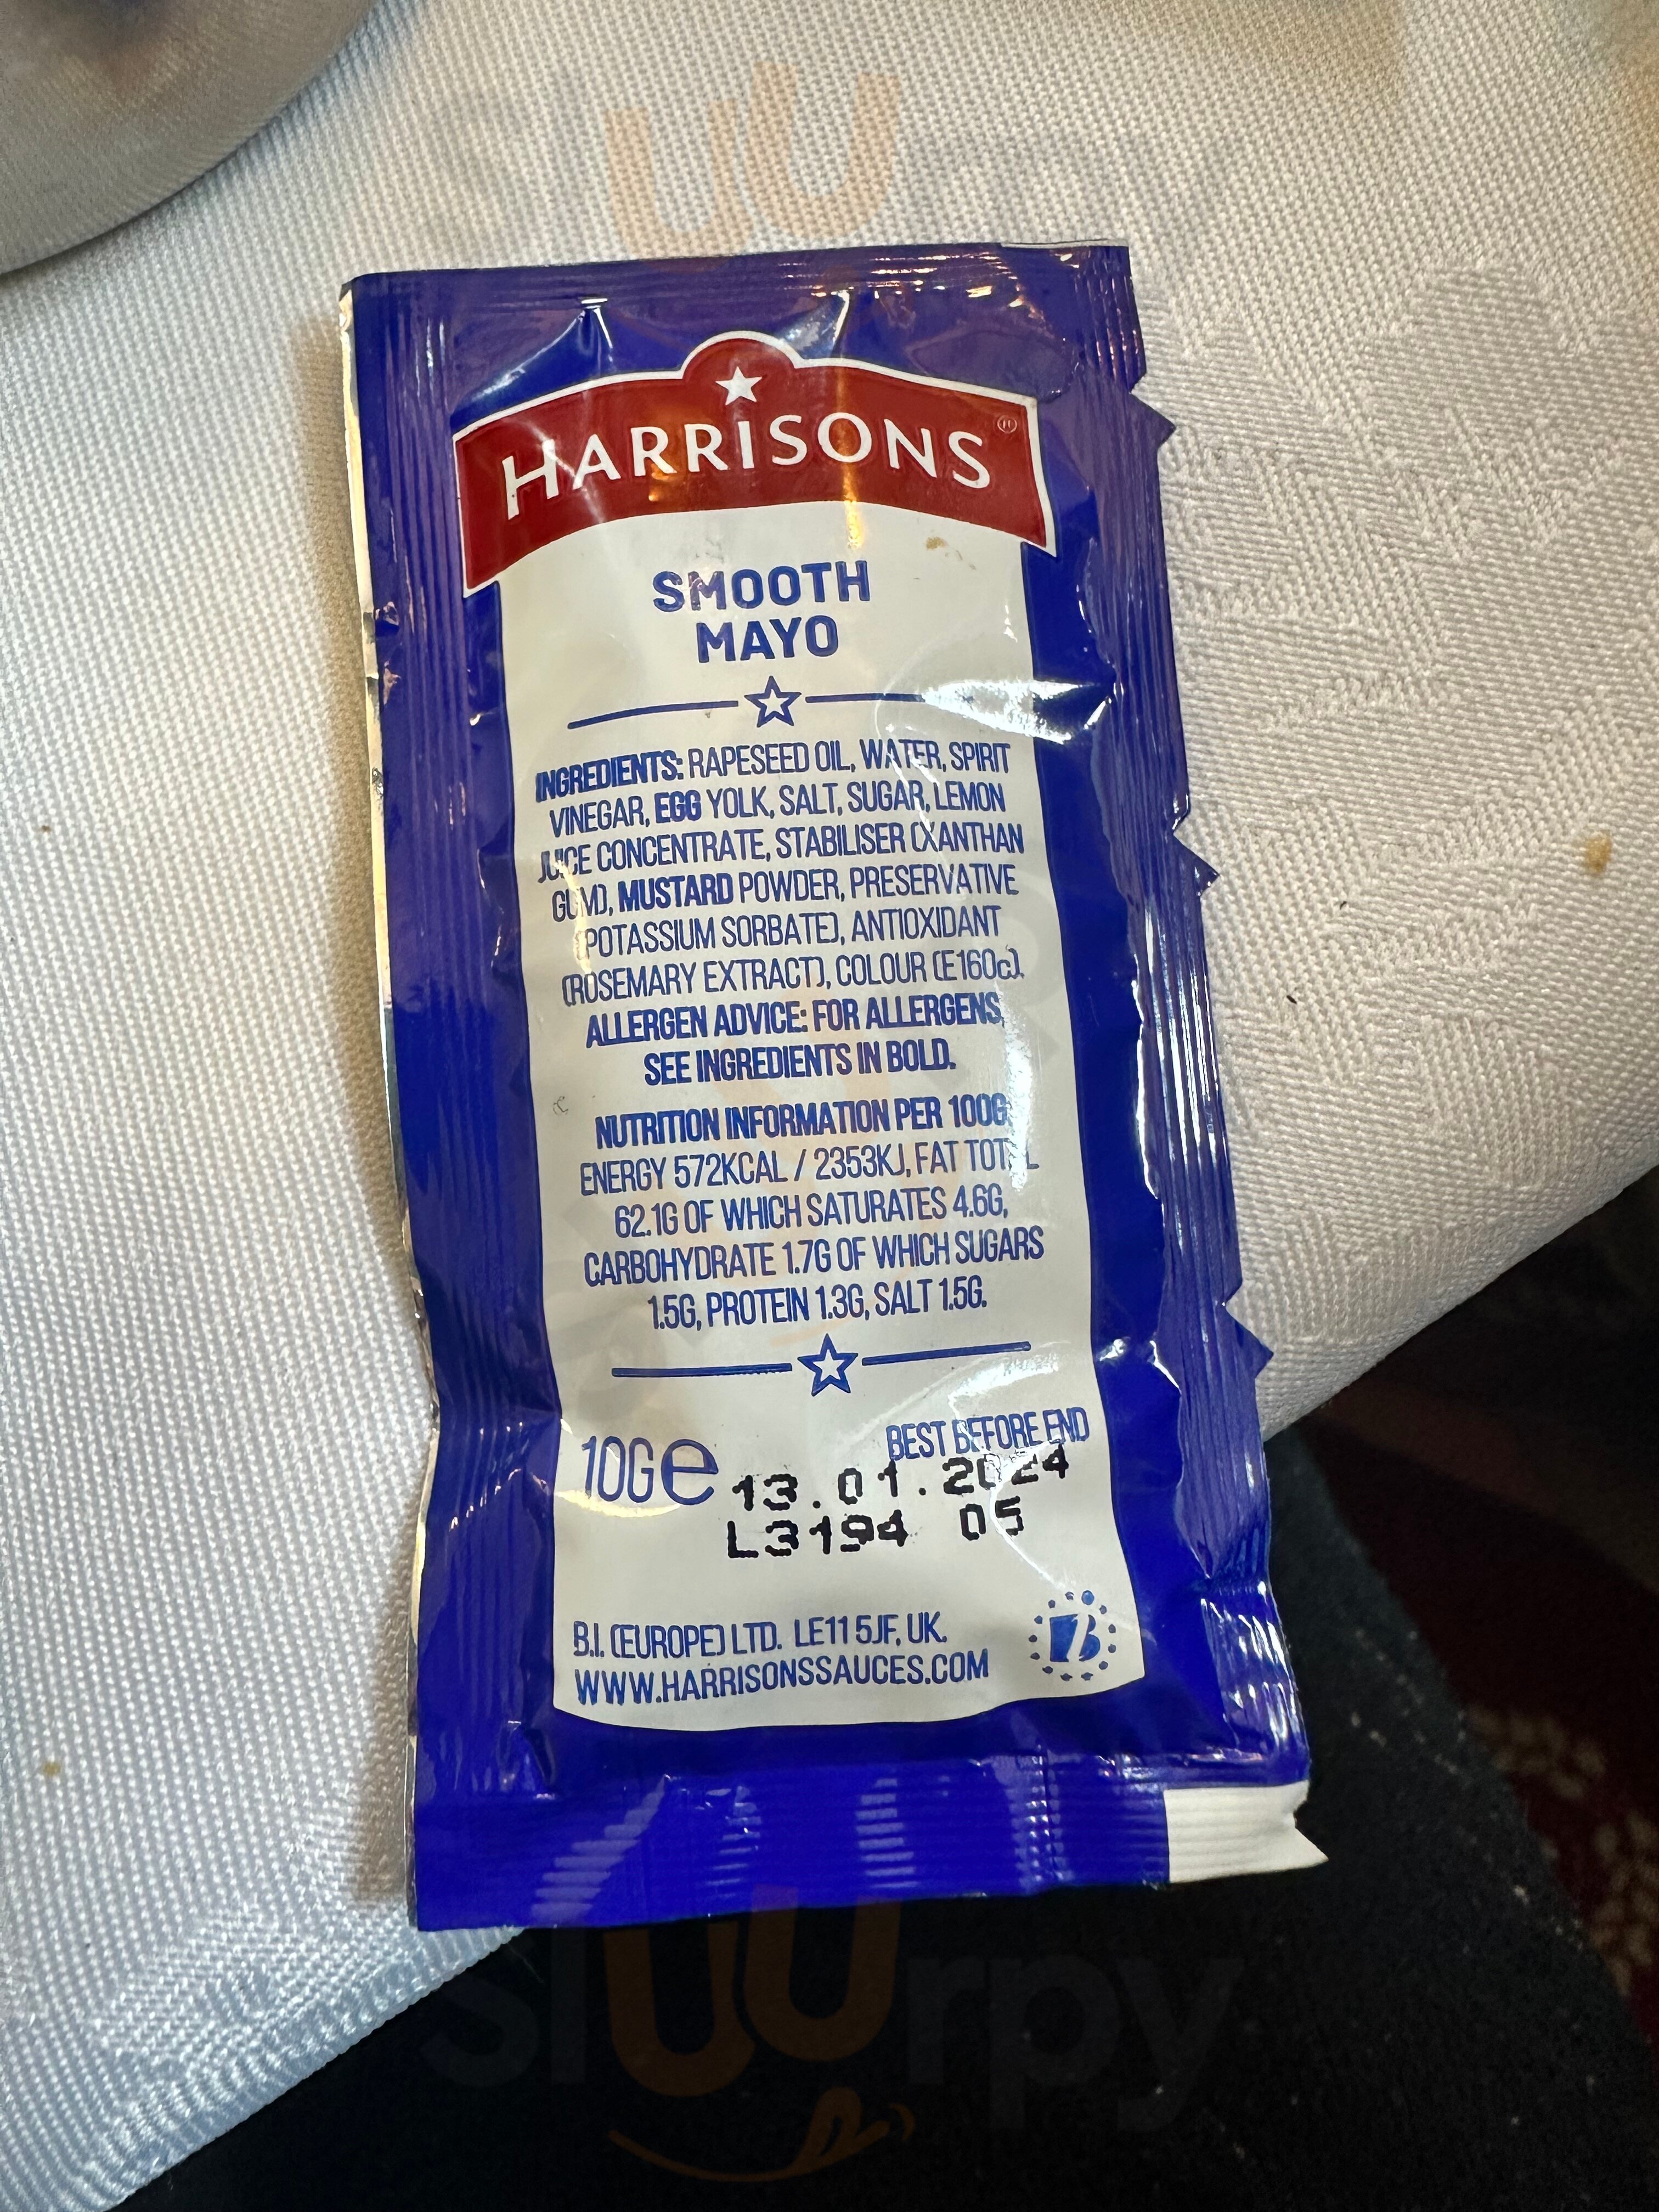 HARRISONS®
SMOOTH
MAYO
INGREDIENTS: RAPESEED OIL, WATER, SPIRIT
VINEGAR, EGG YOLK, SALT, SUGAR, LEMON
JUICE CONCENTRATE, STABILISER (XANTHAN
GUM), MUSTARD POWDER, PRESERVATIVE
(POTASSIUM SORBATE), ANTIOXIDANT
(ROSEMARY EXTRACT), COLOUR (E160c).
ALLERGEN ADVICE: FOR ALLERGENS,
SEE INGREDIENTS IN BOLD.
NUTRITION INFORMATION PER 100G:
ENERGY 572KCAL / 2353KJ, FAT TOTAL
62.1G OF WHICH SATURATES 4.6G,
CARBOHYDRATE 1.7G OF WHICH SUGARS
1.5G, PROTEIN 1.3G, SALT 1.5G.
10Ge
BEST BEFORE END
13.01.2024
L3194 05
B.I. (EUROPE) LTD. LE11 5JF, UK.
WWW.HARRISONSSAUCES.COM
sluurpy